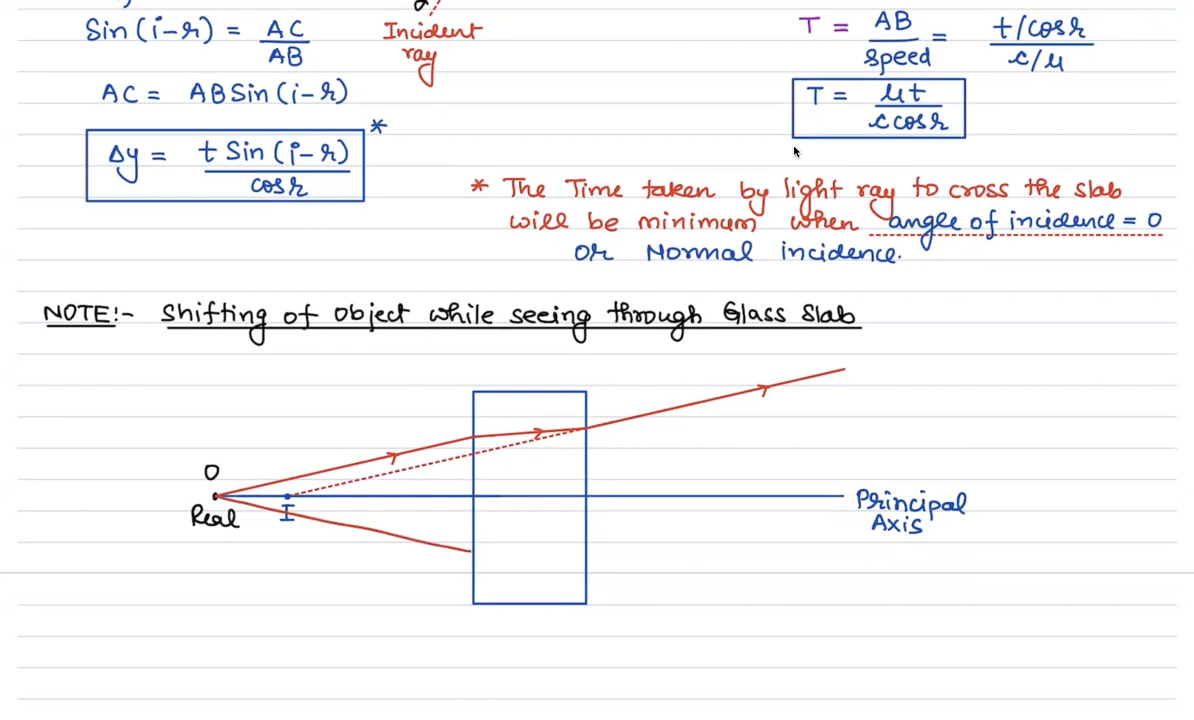 Sin (i-r) = AC/AB
Incident
ray
AC = AB Sin (i-r)
Δy = t Sin (i-r)/cos r *
T = AB/speed = t/cos r / c/μ
T = μt/c cos r
* The Time taken by light ray to cross the slab
will be minimum when angle of incidence = 0
or Normal incidence.
NOTE:- Shifting of object while seeing through Glass Slab
O
Real
I
Principal
Axis